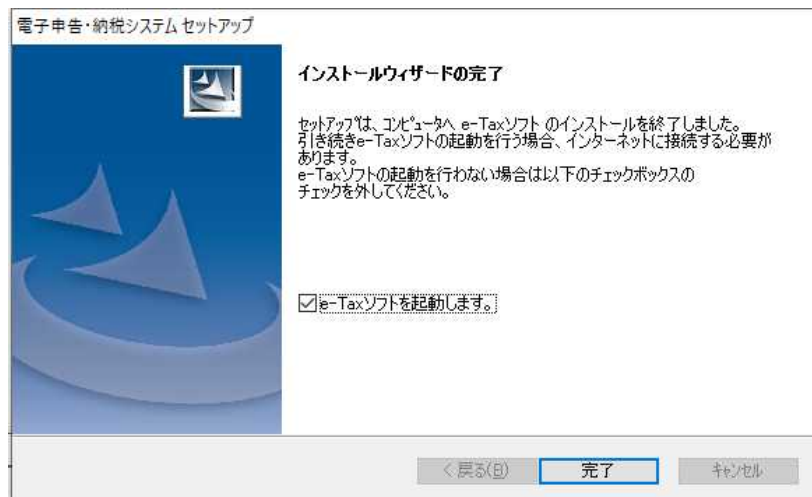 電子申告・納税システム セットアップ
インストールウィザードの完了
セットアップは、コンピュータへ e-Taxソフト のインストールを終了しました。
引き続きe-Taxソフトの起動を行う場合、インターネットに接続する必要が
あります。
e-Taxソフトの起動を行わない場合は以下のチェックボックスの
チェックを外してください。
e-Taxソフトを起動します。
< 戻る(B)
完了
キャンセル